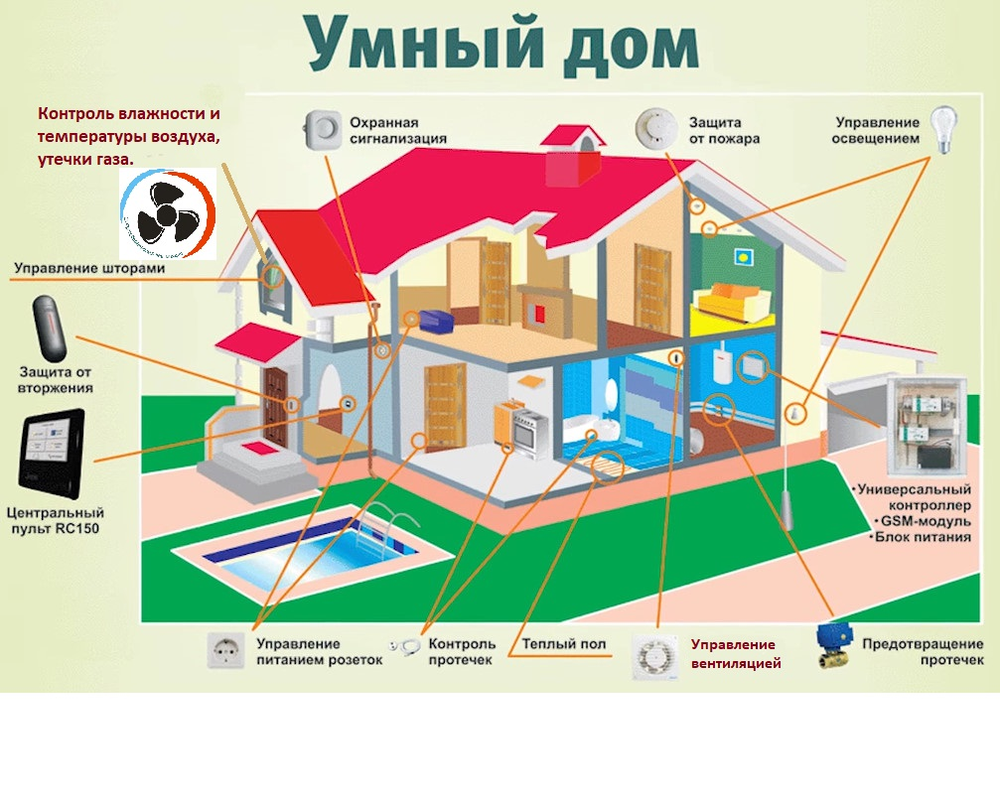 Умный дом
Контроль влажности и
температуры воздуха,
утечки газа.
Охранная
сигнализация
Защита
от пожара
Управление
освещением
Управление шторами
Защита от
вторжения
Центральный
пульт RC150
•Универсальный
контроллер
•GSM-модуль
•Блок питания
Управление
питанием розеток
Контроль
протечек
Теплый пол
Управление
вентиляцией
Предотвращение
протечек